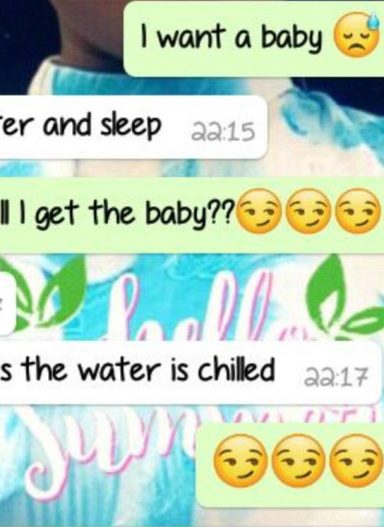 I want a baby 😓
er and sleep 22:15
ll I get the baby??😏😏😏
hello
s the water is chilled 22:17
Summer
😏😏😏